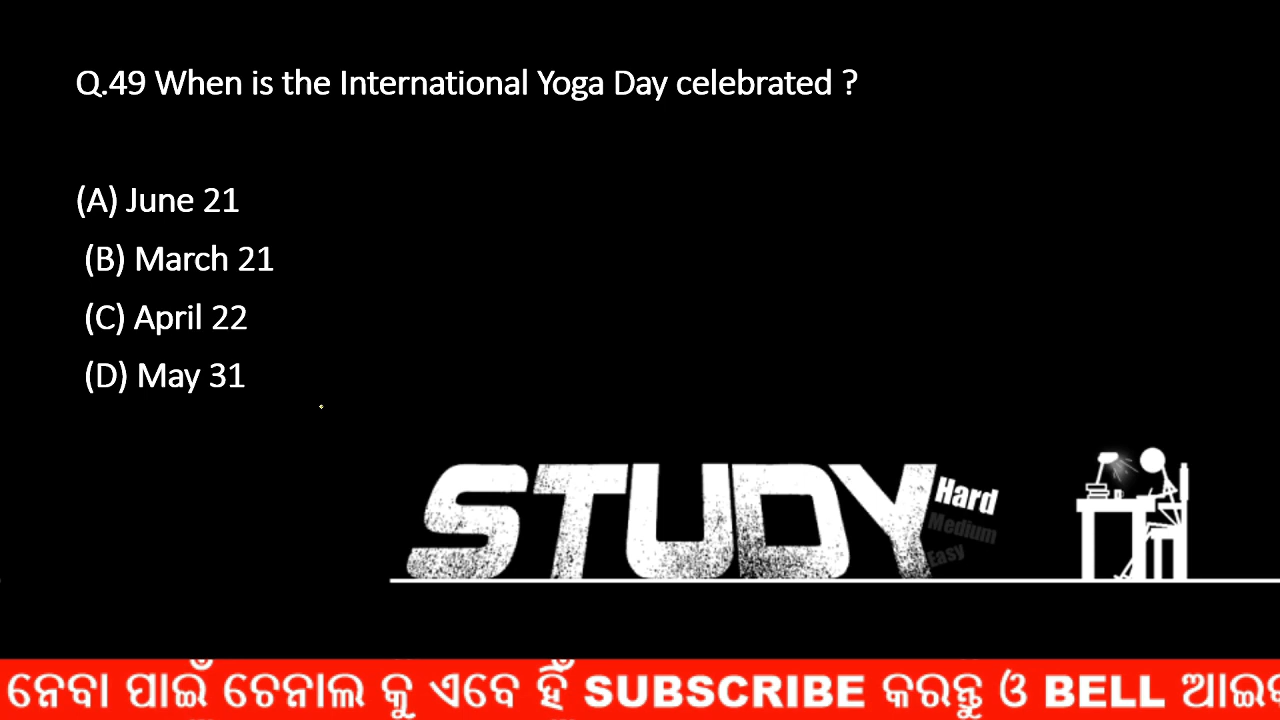 Q.49 When is the International Yoga Day celebrated ?
(A) June 21
(B) March 21
(C) April 22
(D) May 31
STUDY
Hard
Medium
Easy
ନେବା ପାଇଁ ଚେନାଲ କୁ ଏବେ ହିଁ SUBSCRIBE କରନ୍ତୁ ଓ BELL